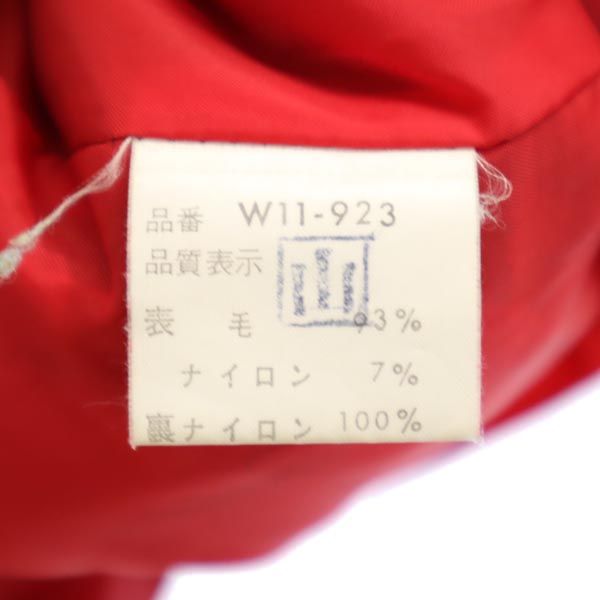 品番 W11-923
品質表示
表 毛 93%
ナイロン 7%
裏 ナイロン 100%